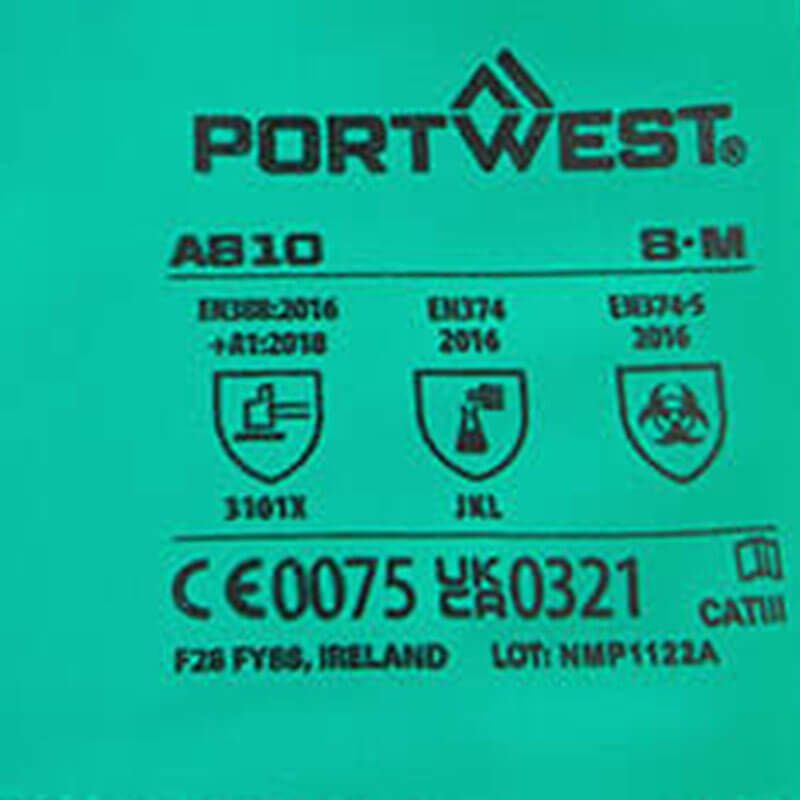 PORTWEST®
A810 8·M
EN388:2016 EN374 EN374-5
+A1:2018 2016 2016
3101X JKL
CE0075 UKCA0321 CATIII
F28 FY88, IRELAND LOT: NMP1122A